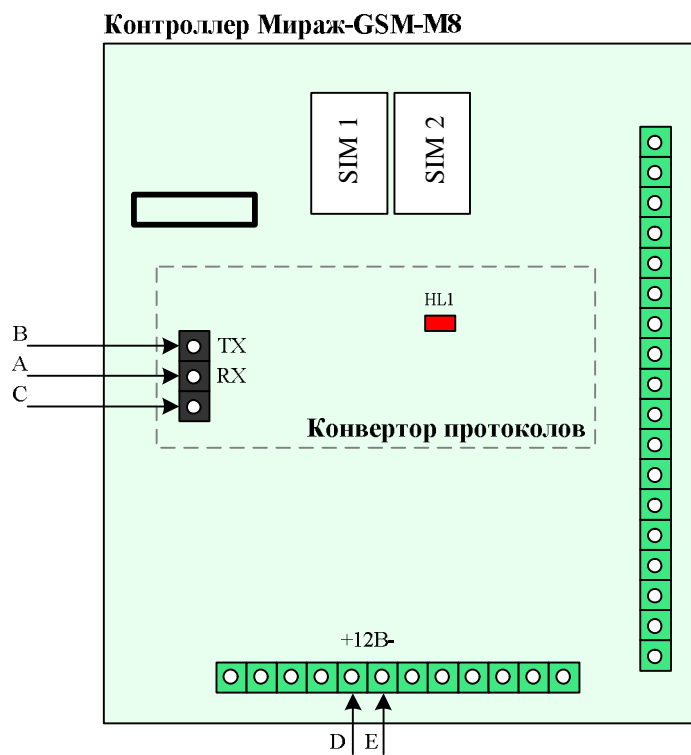 Контроллер Мираж-GSM-M8
SIM 1
SIM 2
HL1
B
TX
A
RX
C
Конвертор протоколов
+12В-
D
E